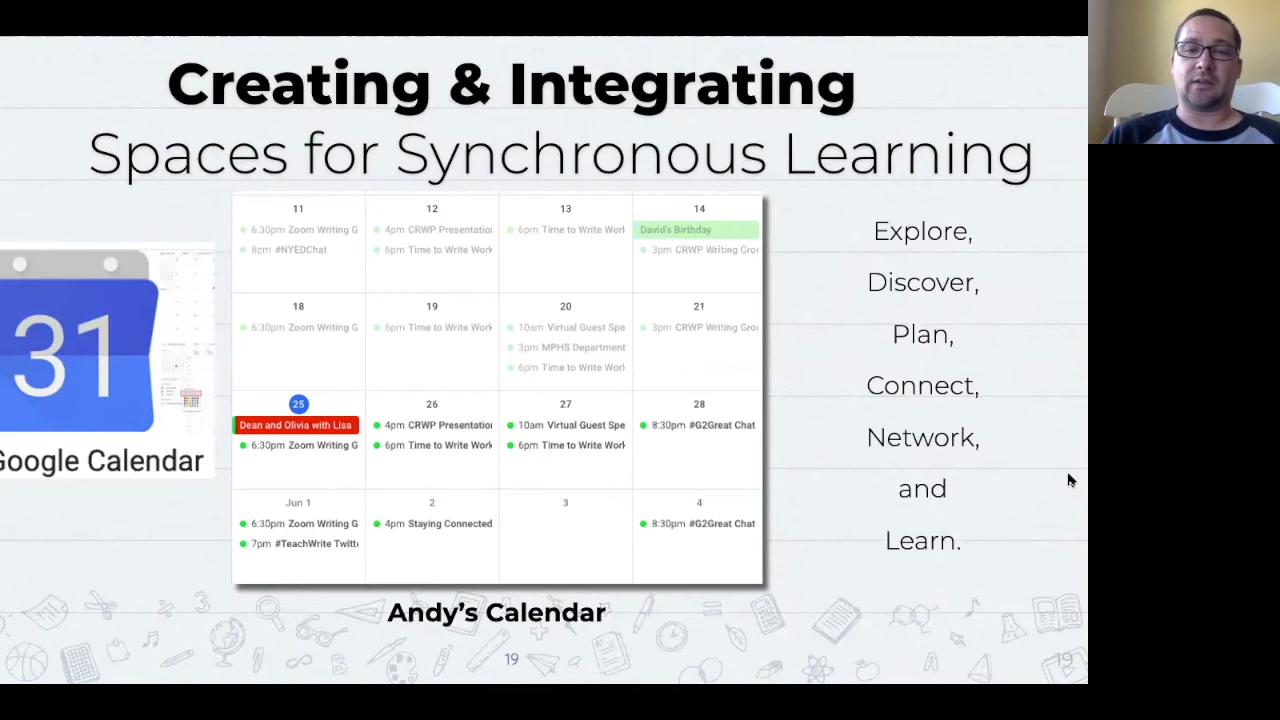 Creating & Integrating
Spaces for Synchronous Learning
31
Google Calendar
11 12 13 14
6:30pm Zoom Writing G 4pm CRWP Presentation 6pm Time to Write Work David's Birthday
8pm #NYEDChat 6pm Time to Write Work 3pm CRWP Writing Grou
18 19 20 21
6:30pm Zoom Writing G 6pm Time to Write Work 10am Virtual Guest Spe 3pm CRWP Writing Grou
3pm MPHS Department
6pm Time to Write Work
25 26 27 28
Dean and Olivia with Lisa 4pm CRWP Presentation 10am Virtual Guest Spe 8:30pm #G2Great Chat
6:30pm Zoom Writing G 6pm Time to Write Work 6pm Time to Write Work
Jun 1 2 3 4
6:30pm Zoom Writing G 4pm Staying Connected 8:30pm #G2Great Chat
7pm #TeachWrite Twitte
Andy's Calendar
Explore,
Discover,
Plan,
Connect,
Network,
and
Learn.
19
19